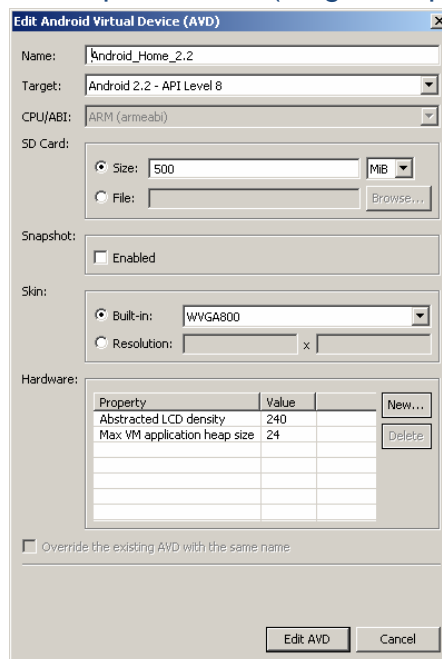 Edit Android Virtual Device (AVD)
Name: Android_Home_2.2
Target: Android 2.2 - API Level 8
CPU/ABI: ARM (armeabi)
SD Card:
Size: 500 MiB
File: Browse...
Snapshot:
Enabled
Skin:
Built-in: WVGA800
Resolution: x
Hardware:
Property Value New...
Abstracted LCD density 240 Delete
Max VM application heap size 24
Override the existing AVD with the same name
Edit AVD Cancel